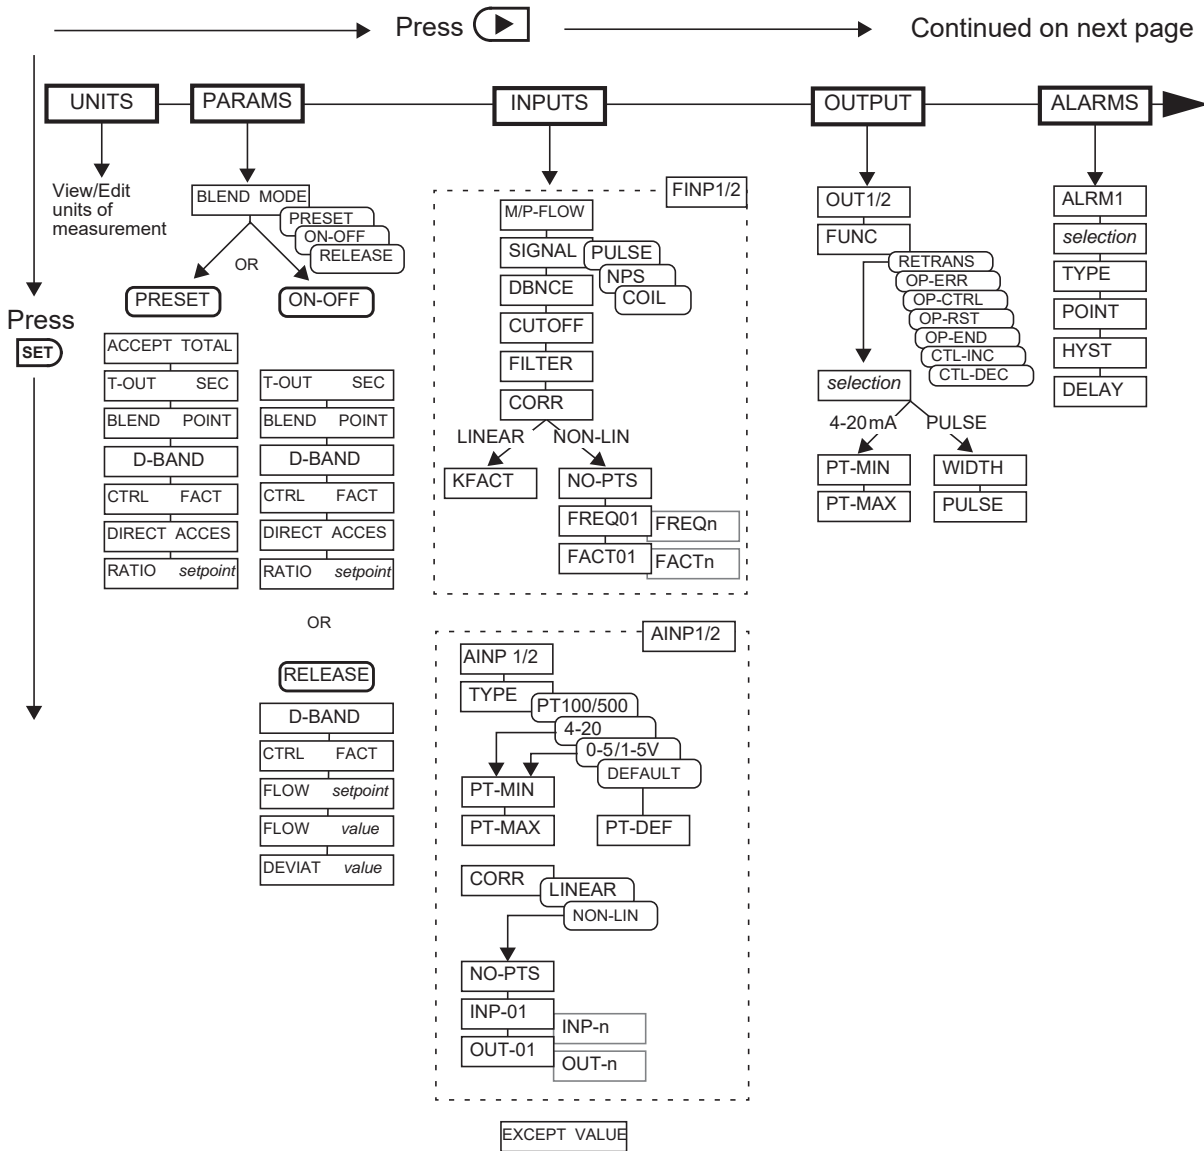 Press
Continued on next page
UNITS
PARAMS
INPUTS
OUTPUT
ALARMS
Press
SET
View/Edit
units of
measurement
BLEND MODE
PRESET
ON-OFF
RELEASE
OR
PRESET
ON-OFF
ACCEPT TOTAL
T-OUT SEC
BLEND POINT
D-BAND
CTRL FACT
DIRECT ACCES
RATIO setpoint
T-OUT SEC
BLEND POINT
D-BAND
CTRL FACT
DIRECT ACCES
RATIO setpoint
OR
RELEASE
D-BAND
CTRL FACT
FLOW setpoint
FLOW value
DEVIAT value
FINP1/2
M/P-FLOW
SIGNAL
PULSE
NPS
COIL
DBNCE
CUTOFF
FILTER
CORR
LINEAR
NON-LIN
KFACT
NO-PTS
FREQ01
FREQn
FACT01
FACTn
AINP1/2
AINP 1/2
TYPE
PT100/500
4-20
0-5/1-5V
DEFAULT
PT-MIN
PT-MAX
PT-DEF
CORR
LINEAR
NON-LIN
NO-PTS
INP-01
INP-n
OUT-01
OUT-n
EXCEPT VALUE
OUT1/2
FUNC
RETRANS
OP-ERR
OP-CTRL
OP-RST
OP-END
CTL-INC
CTL-DEC
selection
4-20mA
PULSE
PT-MIN
PT-MAX
WIDTH
PULSE
ALRM1
selection
TYPE
POINT
HYST
DELAY